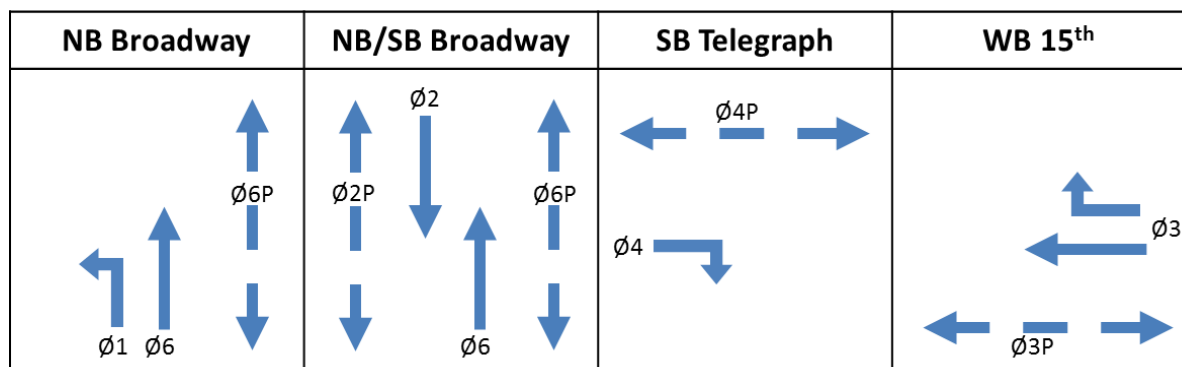 NB Broadway
NB/SB Broadway
SB Telegraph
WB 15th
Ø6P
Ø1 Ø6
Ø2
Ø2P
Ø6P
Ø6
Ø4P
Ø4
Ø3
Ø3P